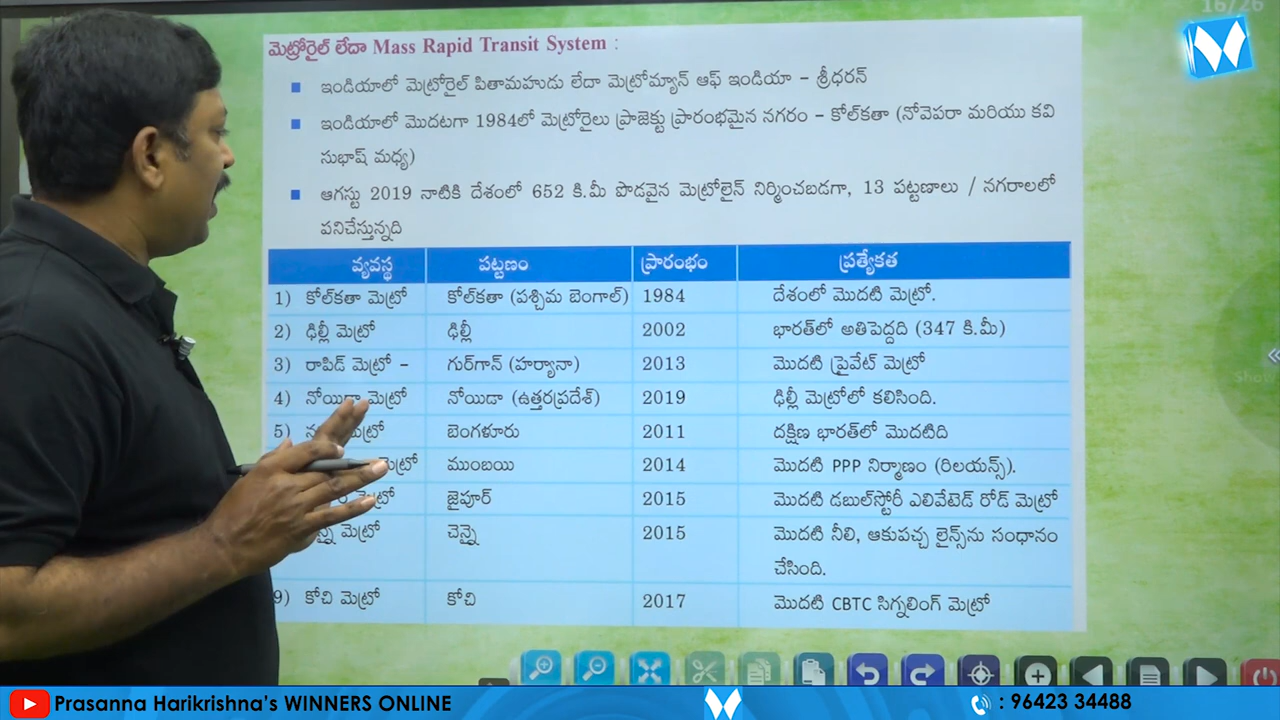 16/26
మెట్రోరైల్ లేదా Mass Rapid Transit System :
■ ఇండియాలో మెట్రోరైల్ పితామహుడు లేదా మెట్రోమ్యాన్ ఆఫ్ ఇండియా – శ్రీధరన్
■ ఇండియాలో మొదటగా 1984లో మెట్రోరైలు ప్రాజెక్టు ప్రారంభమైన నగరం – కోల్‌కతా (నోవెపరా మరియు కవి
సుభాష్ మధ్య)
■ ఆగస్టు 2019 నాటికి దేశంలో 652 కి.మీ పొడవైన మెట్రోలైన్ నిర్మించబడగా, 13 పట్టణాలు / నగరాలలో
పనిచేస్తున్నది
వ్యవస్థ పట్టణం ప్రారంభం ప్రత్యేకత
1) కోల్‌కతా మెట్రో కోల్‌కతా (పశ్చిమ బెంగాల్) 1984 దేశంలో మొదటి మెట్రో.
2) ఢిల్లీ మెట్రో ఢిల్లీ 2002 భారత్‌లో అతిపెద్దది (347 కి.మీ)
3) రాపిడ్ మెట్రో – గుర్‌గాన్ (హర్యానా) 2013 మొదటి ప్రైవేట్ మెట్రో
4) నోయిడా మెట్రో నోయిడా (ఉత్తరప్రదేశ్) 2019 ఢిల్లీ మెట్రోలో కలిసింది.
5) మెట్రో బెంగళూరు 2011 దక్షిణ భారత్‌లో మొదటిది
మెట్రో ముంబయి 2014 మొదటి PPP నిర్మాణం (రిలయన్స్).
మెట్రో జైపూర్ 2015 మొదటి డబుల్‌స్టోరీ ఎలివేటెడ్ రోడ్ మెట్రో
మెట్రో చెన్నై 2015 మొదటి నీలి, ఆకుపచ్చ లైన్స్‌ను సంధానం
చేసింది.
9) కోచి మెట్రో కోచి 2017 మొదటి CBTC సిగ్నలింగ్ మెట్రో
Prasanna Harikrishna's WINNERS ONLINE
: 96423 34488